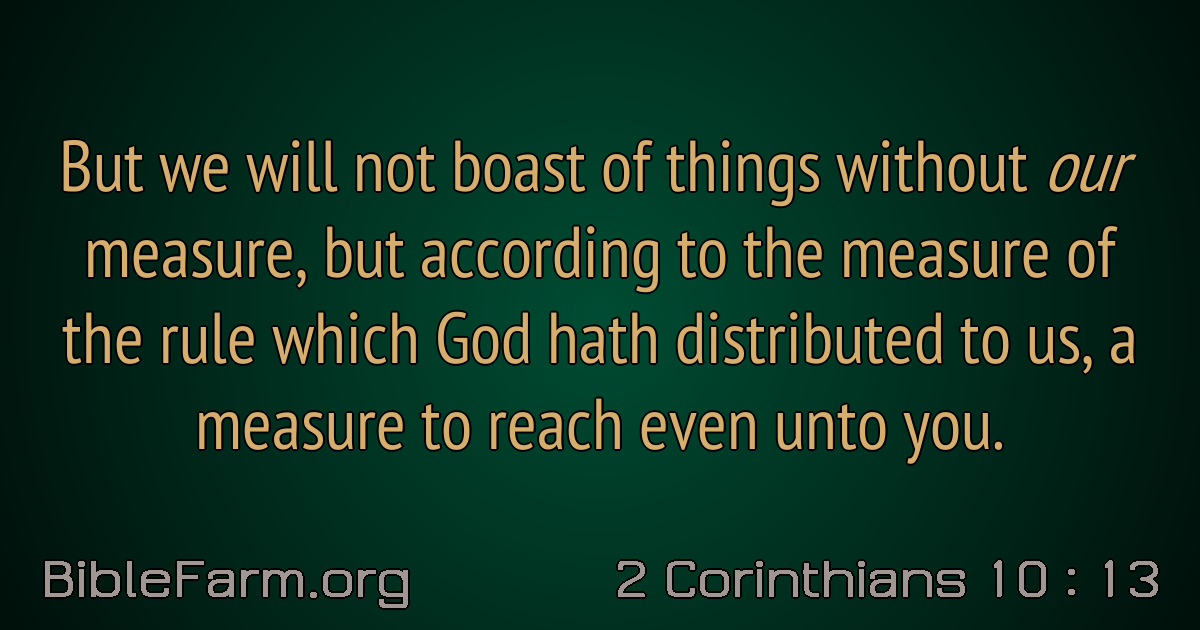 But we will not boast of things without our
measure, but according to the measure of
the rule which God hath distributed to us, a
measure to reach even unto you.
BibleFarm.org
2 Corinthians 10 : 13